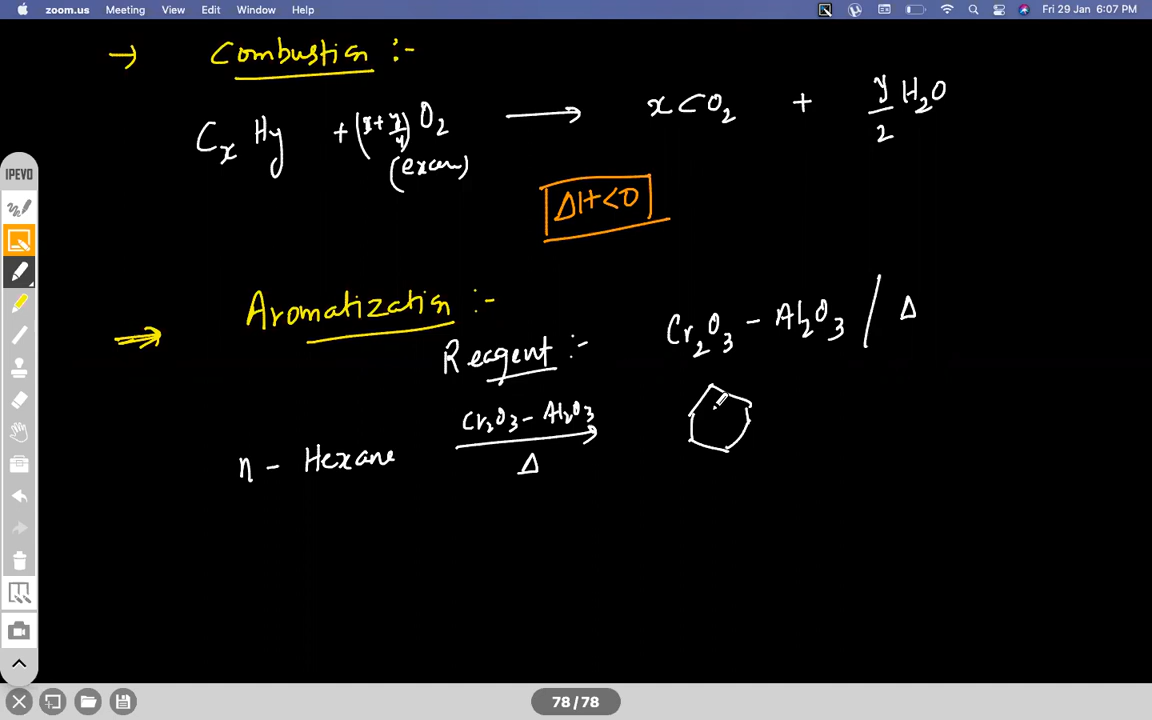 zoom.us Meeting View Edit Window Help Fri 29 Jan 6:07 PM
→ Combustion :-
CxHy + (x+y/4) O2 → xCO2 + y/2 H2O
ΔH<0
IPEVO
⇒ Aromatization :-
Reagent :- Cr2O3 - Al2O3 / Δ
Cr2O3 - Al2O3
n - Hexane →
Δ
78 / 78